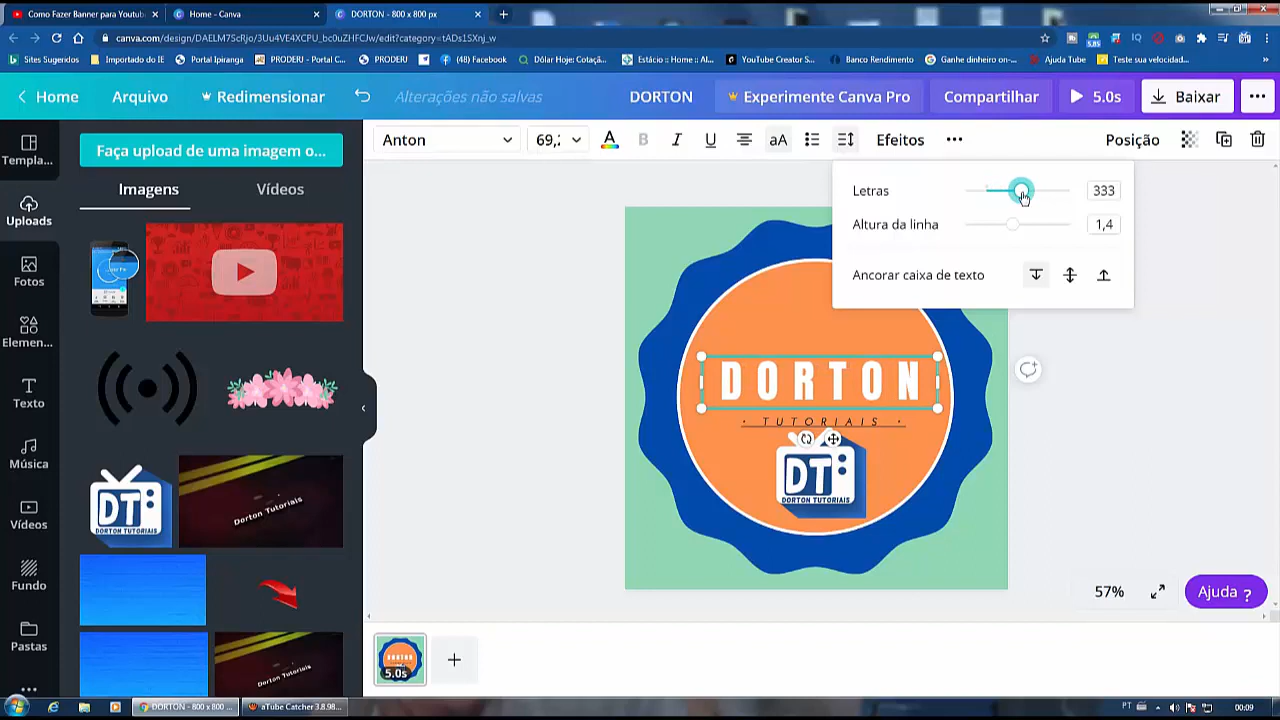 Como Fazer Banner para Youtub
Home - Canva
DORTON - 800 x 800 px
canva.com/design/DAELM7ScRjo/3Uu4VE4XCPU_bc0uZHFCJw/edit?category=tADs1SXnj_w
Sites Sugeridos
Importado do IE
Portal Ipiranga
PRODERJ - Portal C...
PRODERJ
(48) Facebook
Dólar Hoje: Cotaçã...
Estácio :: Home :: Al...
YouTube Creator S...
Banco Rendimento
Ganhe dinheiro on-...
Ajuda Tube
Teste sua velocidad...
Home
Arquivo
Redimensionar
Alterações não salvas
DORTON
Experimente Canva Pro
Compartilhar
5.0s
Baixar
Templa...
Uploads
Fotos
Elemen...
Texto
Música
Vídeos
Fundo
Pastas
Faça upload de uma imagem o...
Imagens
Vídeos
DT
DORTON TUTORIAIS
Dorton Tutoriais
Dorton Tutoriais
Anton
69,
A
B
I
U
aA
Efeitos
Posição
Letras
333
Altura da linha
1,4
Ancorar caixa de texto
DORTON
· TUTORIAIS ·
DT
DORTON TUTORIAIS
57%
Ajuda ?
DORTON
5.0s
DORTON - 800 x 800 ...
aTube Catcher 3.8.98...
PT
00:09